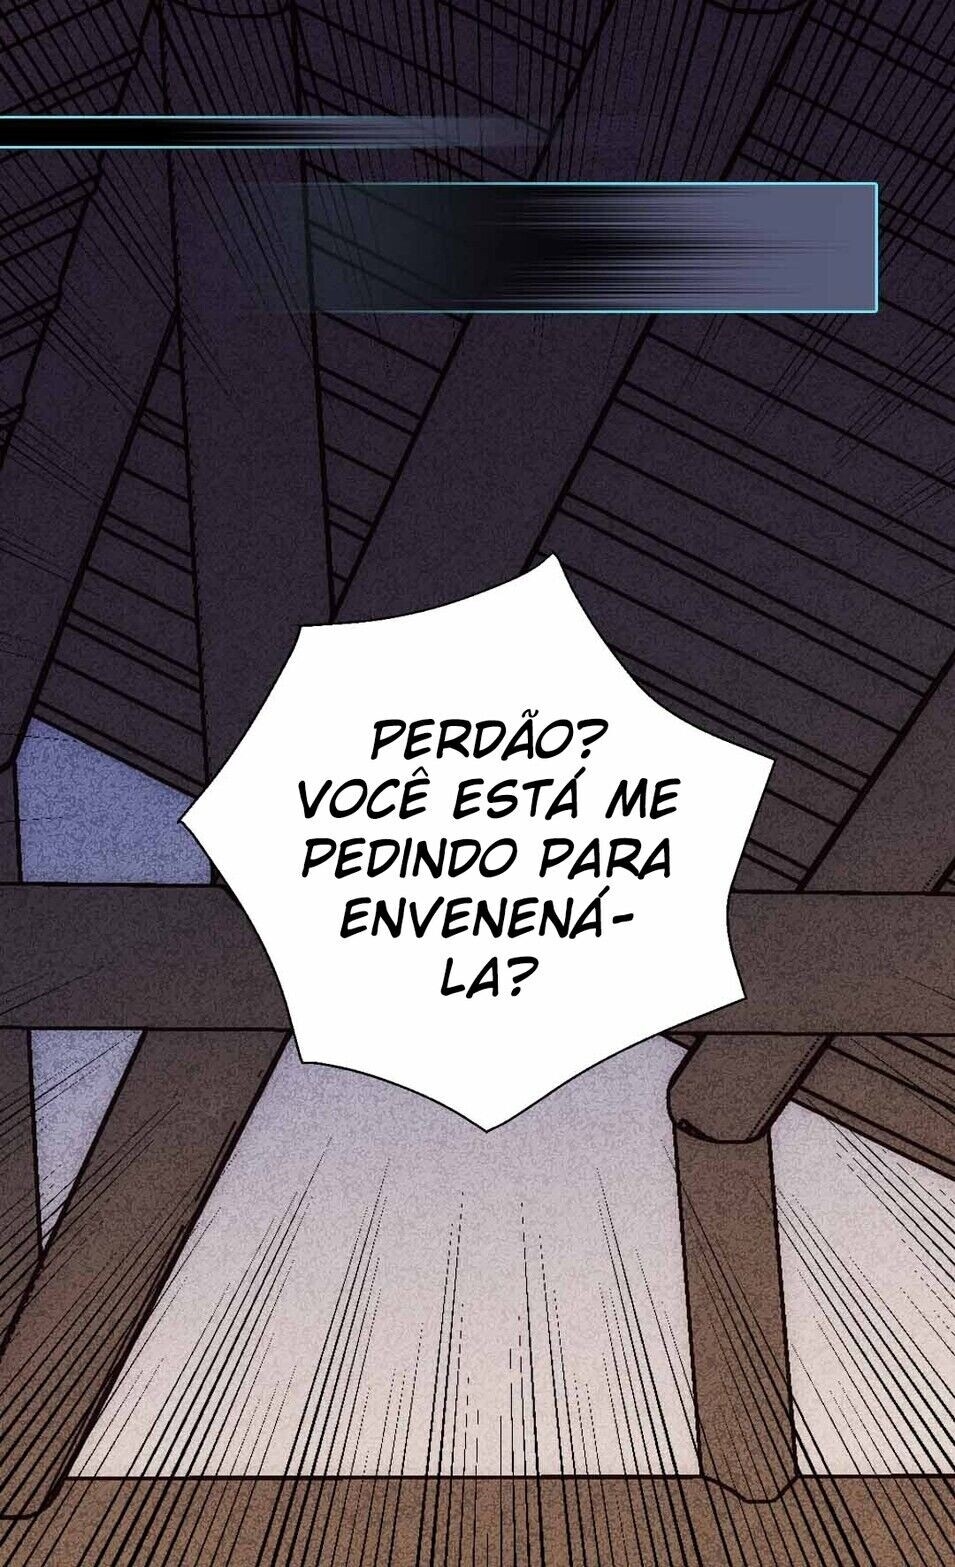 PERDÃO?
VOCÊ ESTÁ ME
PEDINDO PARA
ENVENENÁ-
LA?